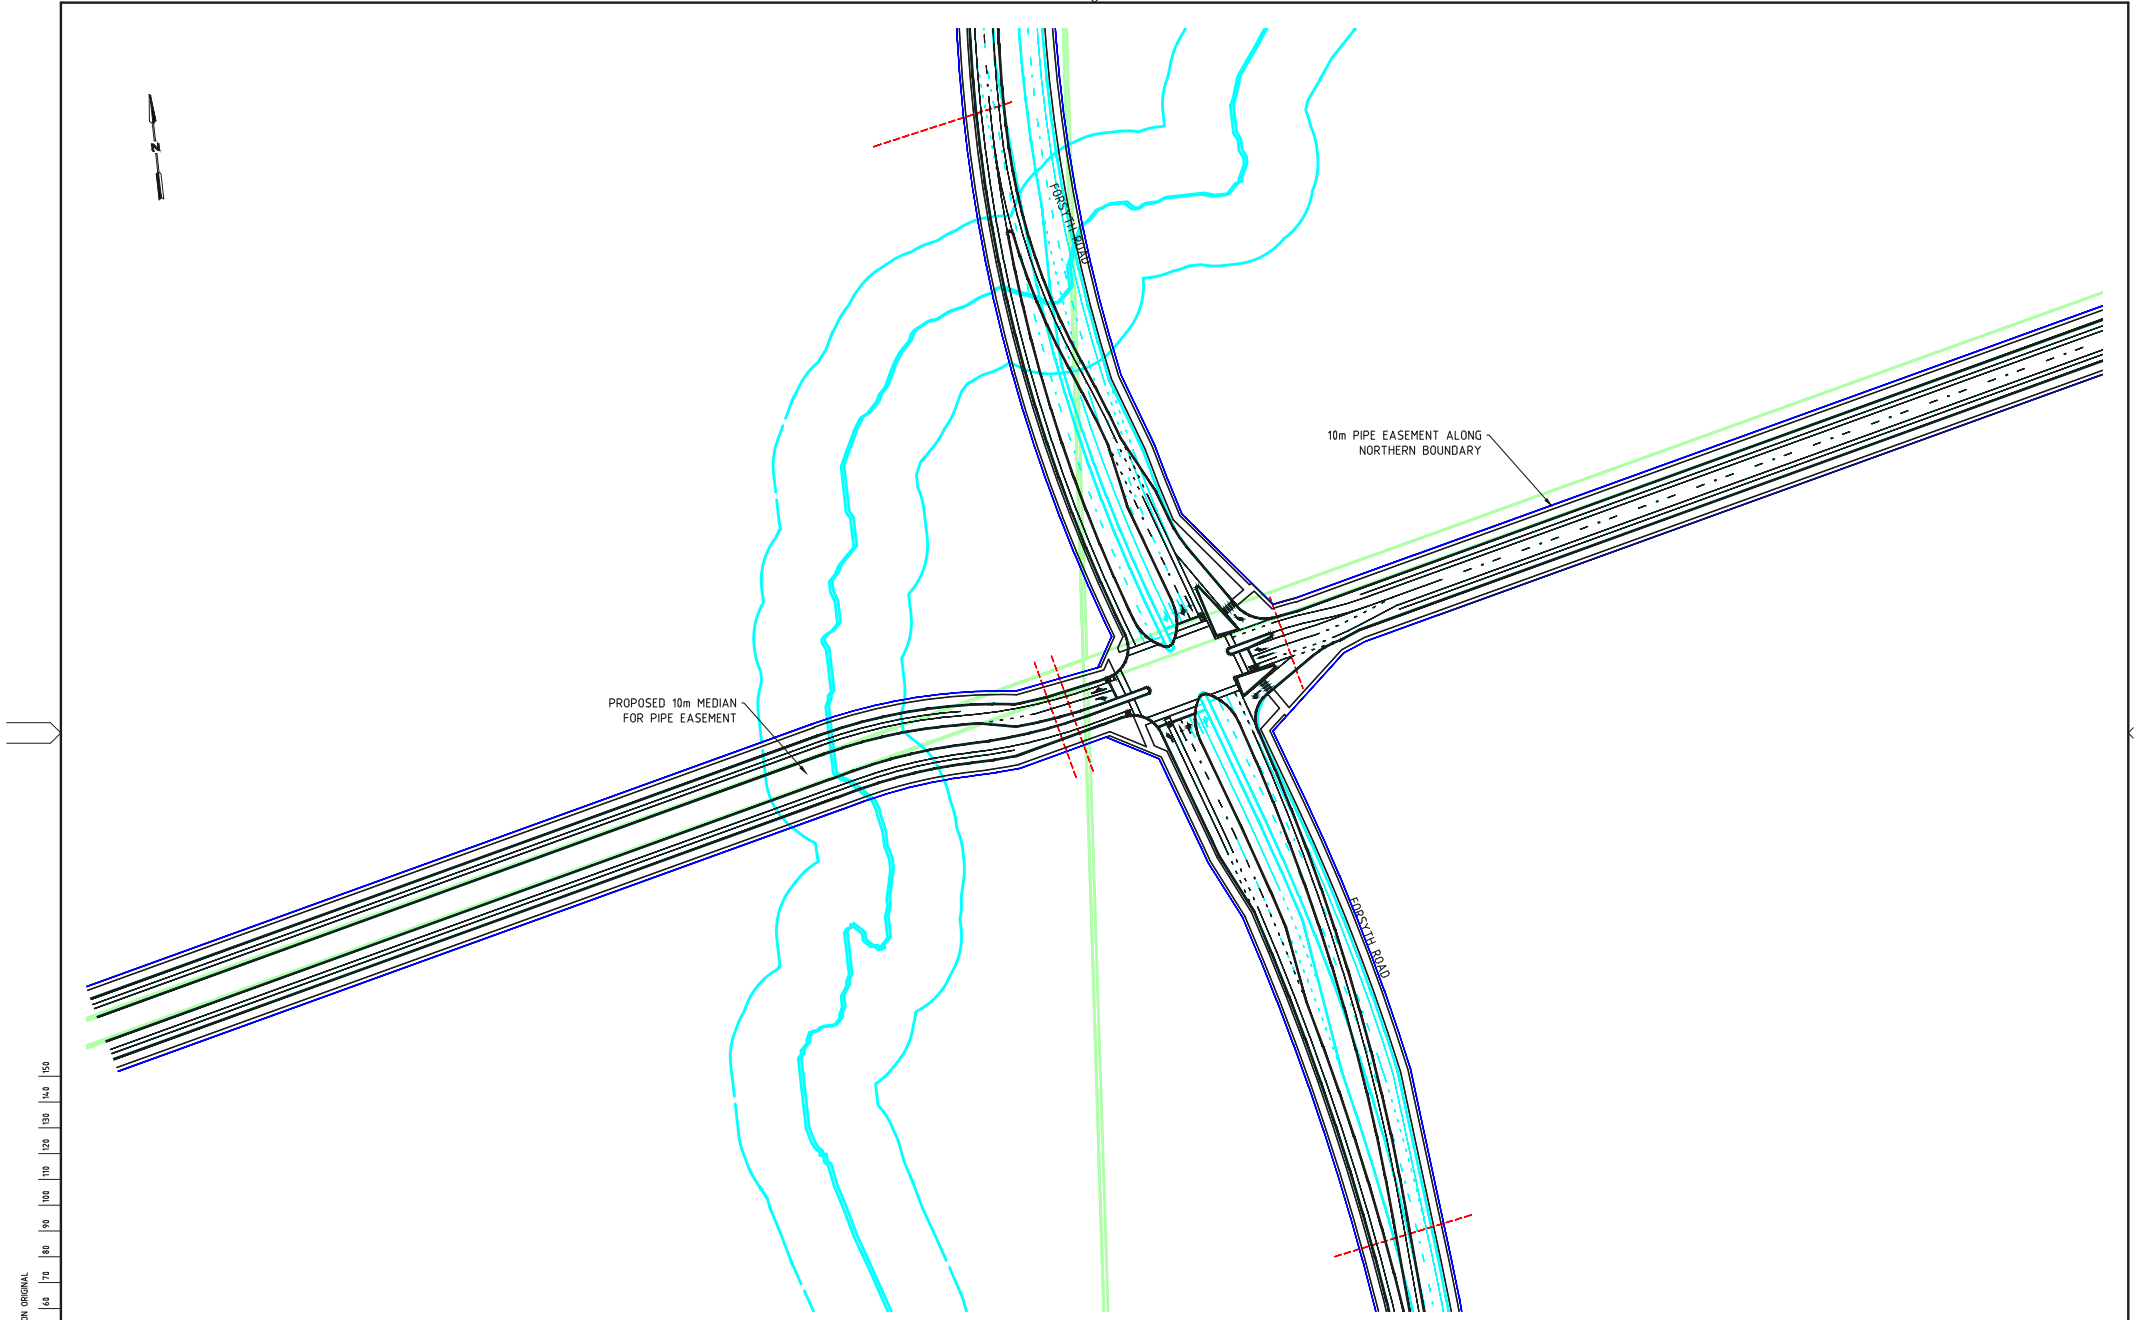 N
FORSYTH ROAD
10m PIPE EASEMENT ALONG
NORTHERN BOUNDARY
PROPOSED 10m MEDIAN
FOR PIPE EASEMENT
FORSYTH ROAD
150
140
130
120
110
100
90
80
70
60
ON ORIGINAL